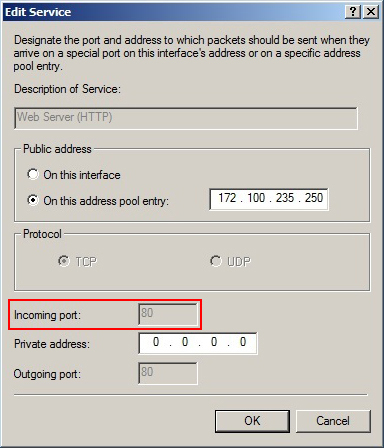 Edit Service
Designate the port and address to which packets should be sent when they
arrive on a special port on this interface's address or on a specific address
pool entry.
Description of Service:
Web Server (HTTP)
Public address
On this interface
On this address pool entry: 172 . 100 . 235 . 250
Protocol
TCP UDP
Incoming port: 80
Private address: 0 . 0 . 0 . 0
Outgoing port: 80
OK Cancel